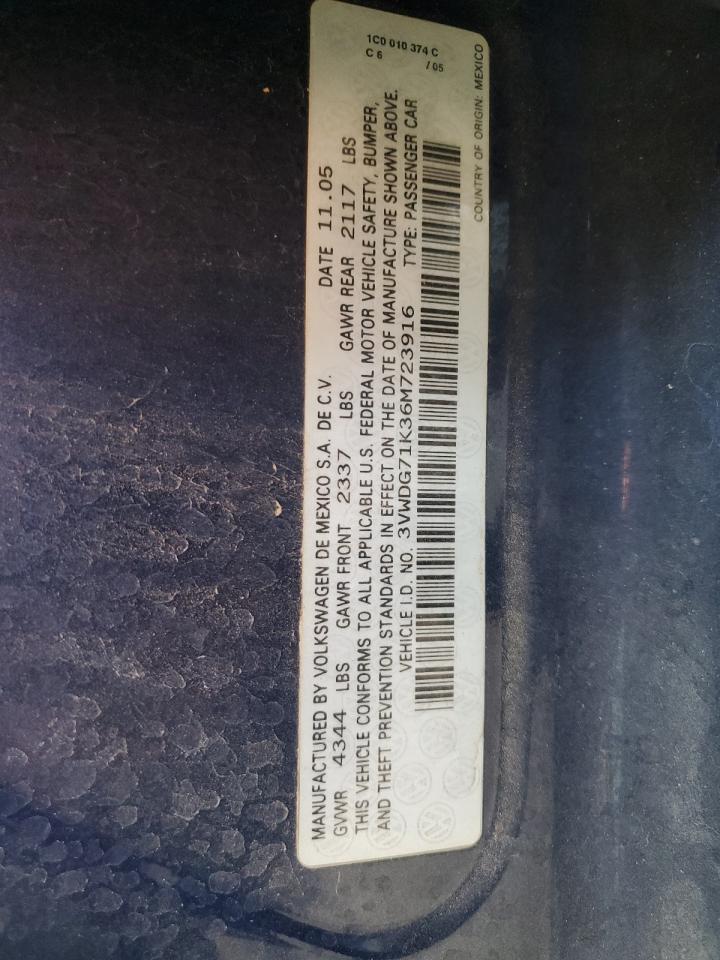 MANUFACTURED BY VOLKSWAGEN DE MEXICO S.A. DE C.V. DATE 11.05
GVWR 4344 LBS GAWR FRONT 2337 LBS GAWR REAR 2117 LBS
THIS VEHICLE CONFORMS TO ALL APPLICABLE U.S. FEDERAL MOTOR VEHICLE SAFETY, BUMPER,
AND THEFT PREVENTION STANDARDS IN EFFECT ON THE DATE OF MANUFACTURE SHOWN ABOVE.
VEHICLE I.D. NO. 3VWDG71K36M723916 TYPE: PASSENGER CAR
COUNTRY OF ORIGIN: MEXICO
1C0 010 374 C
C 6 / 05